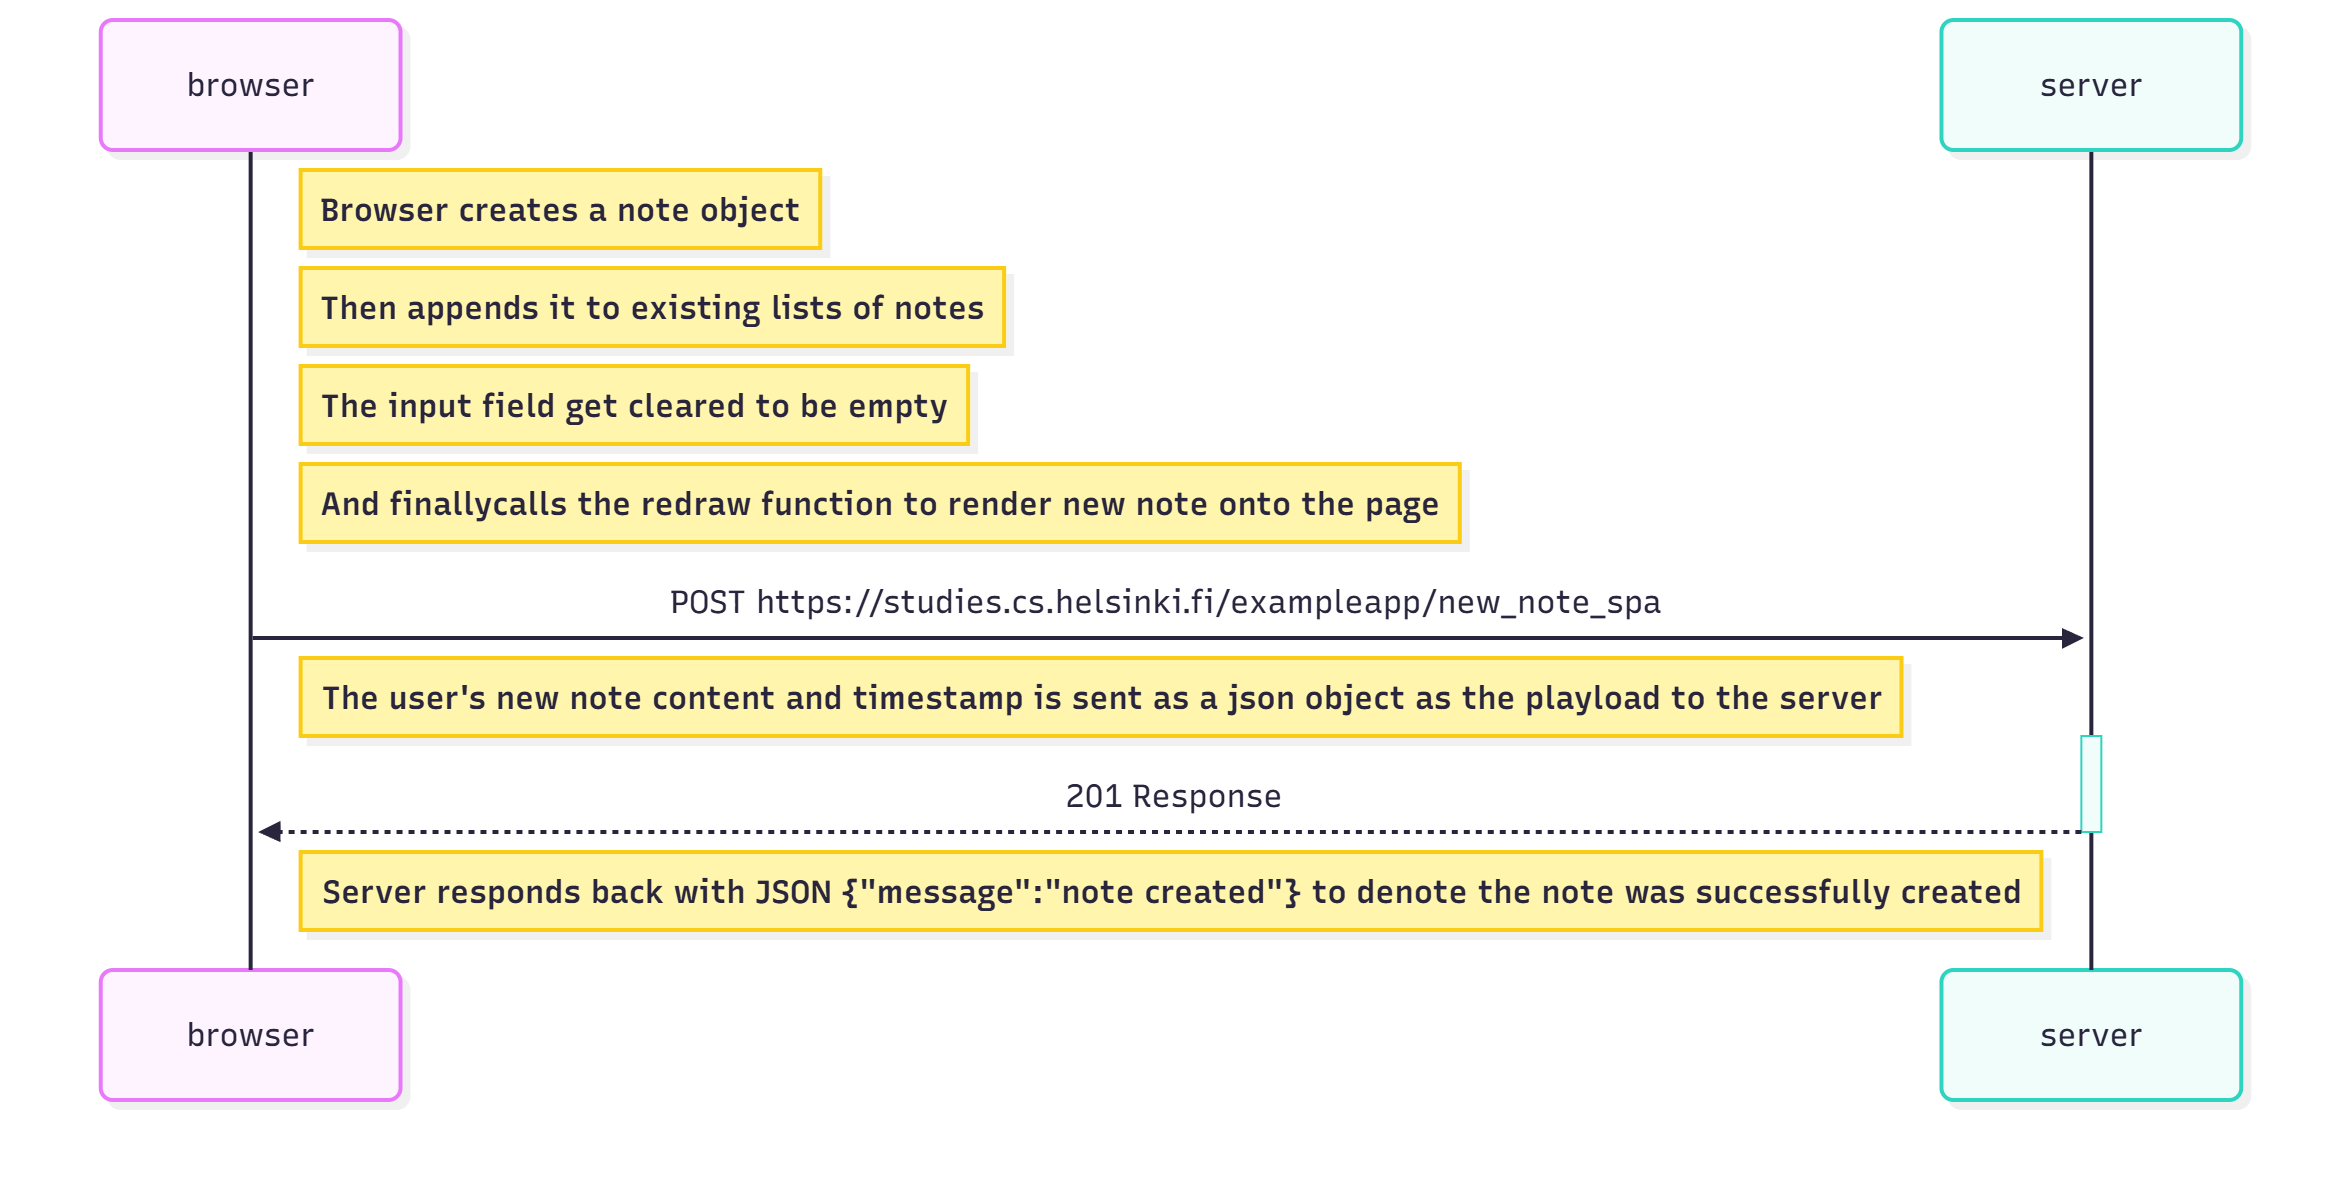 browser
server
Browser creates a note object
Then appends it to existing lists of notes
The input field get cleared to be empty
And finallycalls the redraw function to render new note onto the page
POST https://studies.cs.helsinki.fi/exampleapp/new_note_spa
The user's new note content and timestamp is sent as a json object as the playload to the server
201 Response
Server responds back with JSON {"message":"note created"} to denote the note was successfully created
browser
server